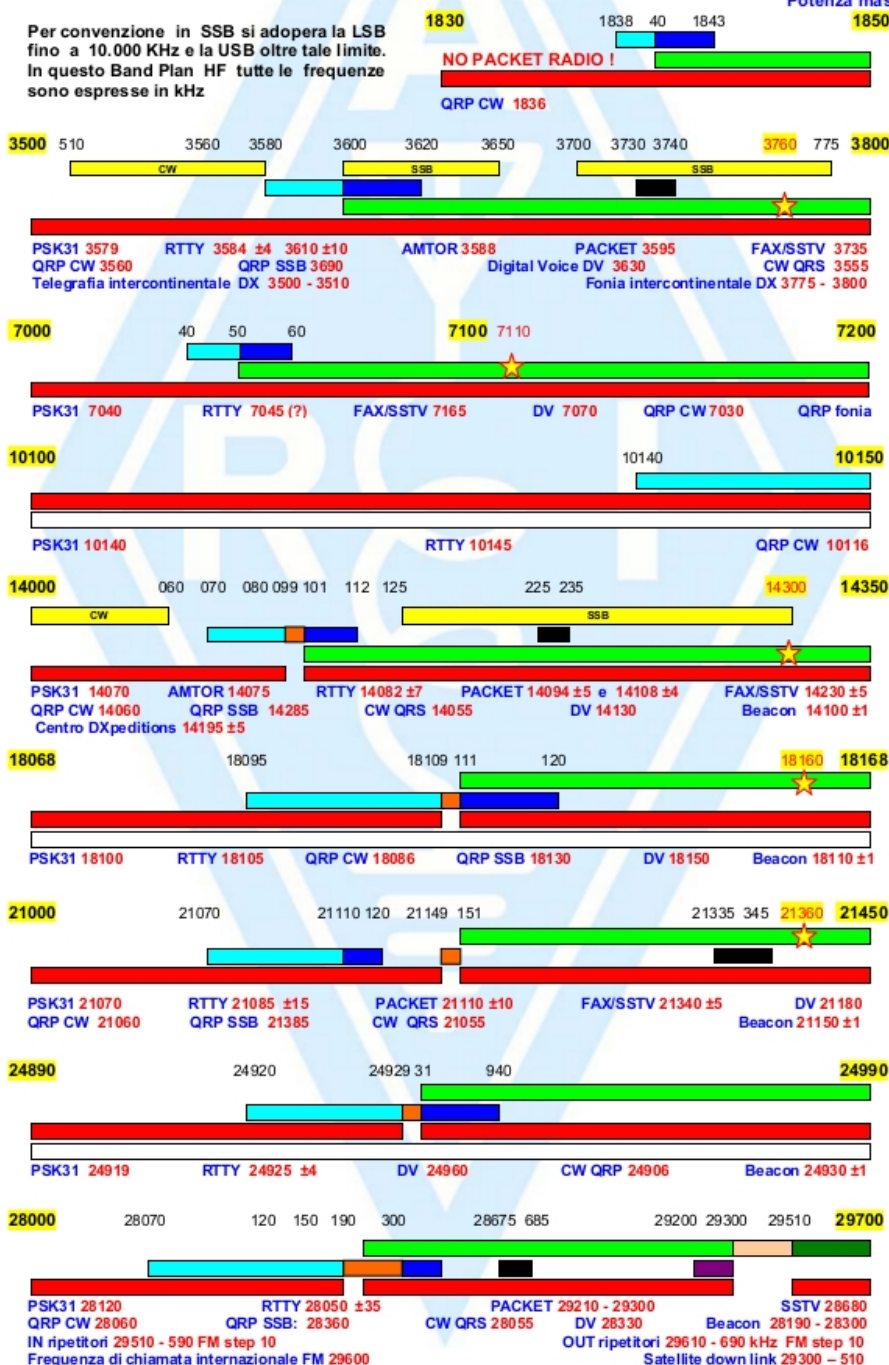 Potenza mas
Per convenzione in SSB si adopera la LSB
fino a 10.000 KHz e la USB oltre tale limite.
In questo Band Plan HF tutte le frequenze
sono espresse in kHz
1830 1838 40 1843 1850
NO PACKET RADIO !
QRP CW 1836
3500 510 3560 3580 3600 3620 3650 3700 3730 3740 3760 775 3800
CW SSB SSB
PSK31 3579 RTTY 3584 ±4 3610 ±10 AMTOR 3588 PACKET 3595 FAX/SSTV 3735
QRP CW 3560 QRP SSB 3690 Digital Voice DV 3630 CW QRS 3555
Telegrafia intercontinentale DX 3500 - 3510 Fonia intercontinentale DX 3775 - 3800
7000 40 50 60 7100 7110 7200
PSK31 7040 RTTY 7045 (?) FAX/SSTV 7165 DV 7070 QRP CW 7030 QRP fonia
10100 10140 10150
PSK31 10140 RTTY 10145 QRP CW 10116
14000 060 070 080 099 101 112 125 225 235 14300 14350
CW SSB
PSK31 14070 AMTOR 14075 RTTY 14082 ±7 PACKET 14094 ±5 e 14108 ±4 FAX/SSTV 14230 ±5
QRP CW 14060 QRP SSB 14285 CW QRS 14055 DV 14130 Beacon 14100 ±1
Centro DXpeditions 14195 ±5
18068 18095 18109 111 120 18160 18168
PSK31 18100 RTTY 18105 QRP CW 18086 QRP SSB 18130 DV 18150 Beacon 18110 ±1
21000 21070 21110 120 21149 151 21335 345 21360 21450
PSK31 21070 RTTY 21085 ±15 PACKET 21110 ±10 FAX/SSTV 21340 ±5 DV 21180
QRP CW 21060 QRP SSB 21385 CW QRS 21055 Beacon 21150 ±1
24890 24920 24929 31 940 24990
PSK31 24919 RTTY 24925 ±4 DV 24960 CW QRP 24906 Beacon 24930 ±1
28000 28070 120 150 190 300 28675 685 29200 29300 29510 29700
PSK31 28120 RTTY 28050 ±35 PACKET 29210 - 29300 SSTV 28680
QRP CW 28060 QRP SSB: 28360 CW QRS 28055 DV 28330 Beacon 28190 - 28300
IN ripetitori 29510 - 590 FM step 10 OUT ripetitori 29610 - 690 kHz FM step 10
Frequenza di chiamata internazionale FM 29600 Satellite down link 29300 – 510